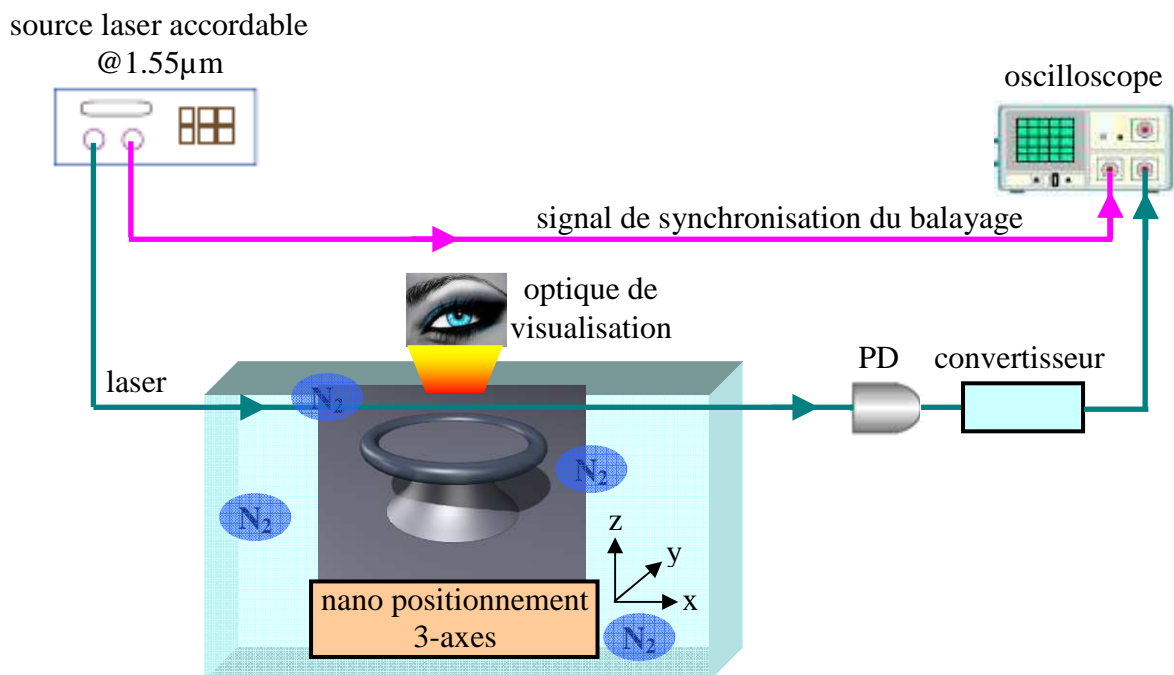 source laser accordable
@1.55µm
oscilloscope
signal de synchronisation du balayage
optique de
visualisation
PD
convertisseur
laser
N₂
N₂
N₂
z
y
x
nano positionnement
3-axes
N₂